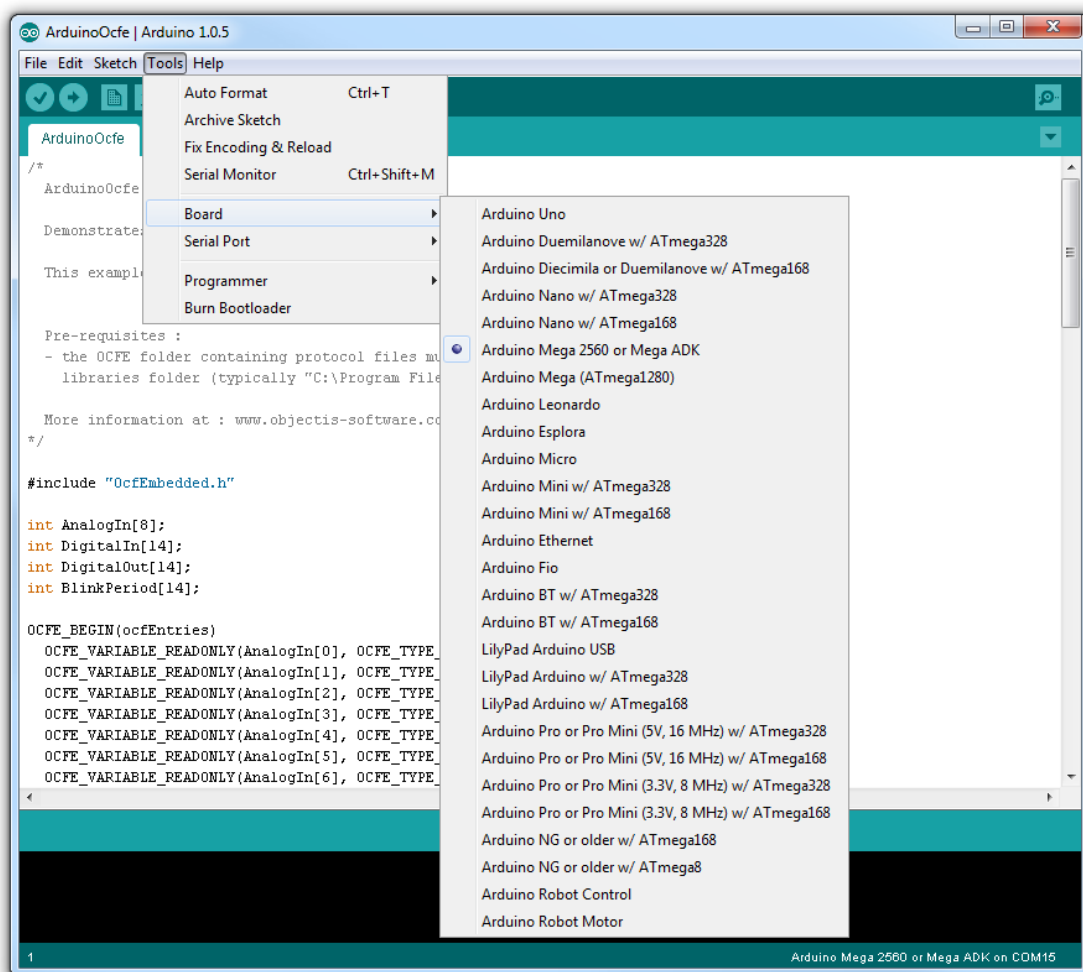 ArduinoOcfe | Arduino 1.0.5
File Edit Sketch Tools Help
Auto Format Ctrl+T
Archive Sketch
Fix Encoding & Reload
Serial Monitor Ctrl+Shift+M
Board
Serial Port
Programmer
Burn Bootloader
Arduino Uno
Arduino Duemilanove w/ ATmega328
Arduino Diecimila or Duemilanove w/ ATmega168
Arduino Nano w/ ATmega328
Arduino Nano w/ ATmega168
Arduino Mega 2560 or Mega ADK
Arduino Mega (ATmega1280)
Arduino Leonardo
Arduino Esplora
Arduino Micro
Arduino Mini w/ ATmega328
Arduino Mini w/ ATmega168
Arduino Ethernet
Arduino Fio
Arduino BT w/ ATmega328
Arduino BT w/ ATmega168
LilyPad Arduino USB
LilyPad Arduino w/ ATmega328
LilyPad Arduino w/ ATmega168
Arduino Pro or Pro Mini (5V, 16 MHz) w/ ATmega328
Arduino Pro or Pro Mini (5V, 16 MHz) w/ ATmega168
Arduino Pro or Pro Mini (3.3V, 8 MHz) w/ ATmega328
Arduino Pro or Pro Mini (3.3V, 8 MHz) w/ ATmega168
Arduino NG or older w/ ATmega168
Arduino NG or older w/ ATmega8
Arduino Robot Control
Arduino Robot Motor
ArduinoOcfe
/*
ArduinoOcfe
Demonstrate
This exampl
Pre-requisites :
- the OCFE folder containing protocol files mu
libraries folder (typically "C:\Program File
More information at : www.objectis-software.co
*/
#include "OcfEmbedded.h"
int AnalogIn[8];
int DigitalIn[14];
int DigitalOut[14];
int BlinkPeriod[14];
OCFE_BEGIN(ocfEntries)
OCFE_VARIABLE_READONLY(AnalogIn[0], OCFE_TYPE_
OCFE_VARIABLE_READONLY(AnalogIn[1], OCFE_TYPE_
OCFE_VARIABLE_READONLY(AnalogIn[2], OCFE_TYPE_
OCFE_VARIABLE_READONLY(AnalogIn[3], OCFE_TYPE_
OCFE_VARIABLE_READONLY(AnalogIn[4], OCFE_TYPE_
OCFE_VARIABLE_READONLY(AnalogIn[5], OCFE_TYPE_
OCFE_VARIABLE_READONLY(AnalogIn[6], OCFE_TYPE_
1 Arduino Mega 2560 or Mega ADK on COM15